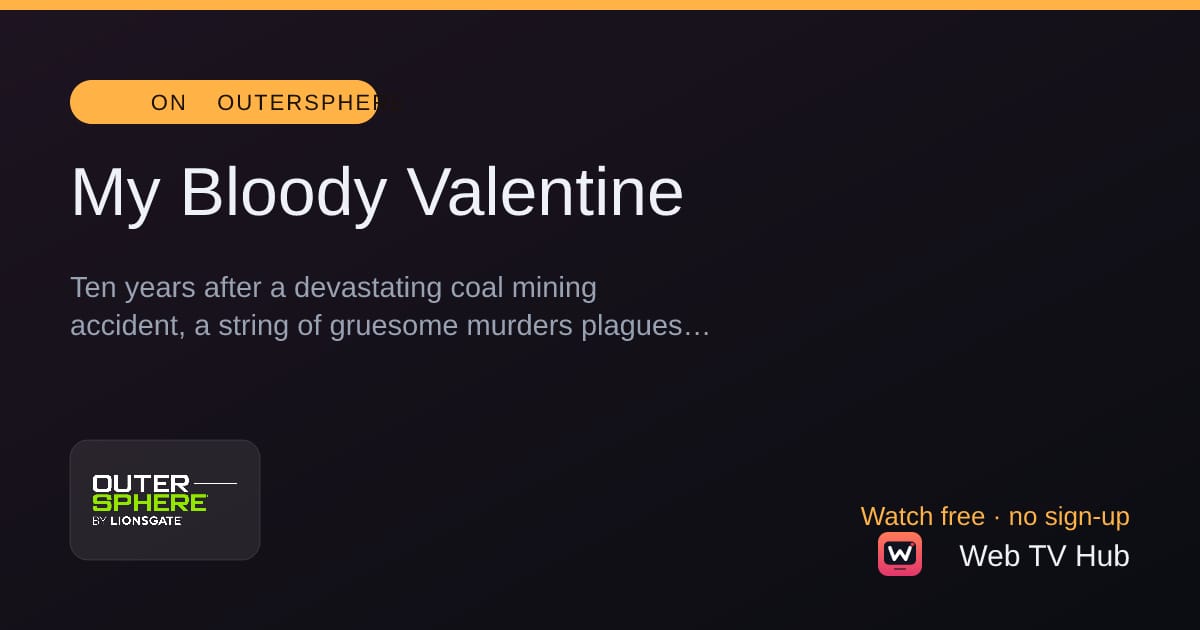 ON OUTERSPHERE
My Bloody Valentine
Ten years after a devastating coal mining
accident, a string of gruesome murders plagues…
OUTER
SPHERE
BY LIONSGATE
Watch free · no sign-up
W
Web TV Hub